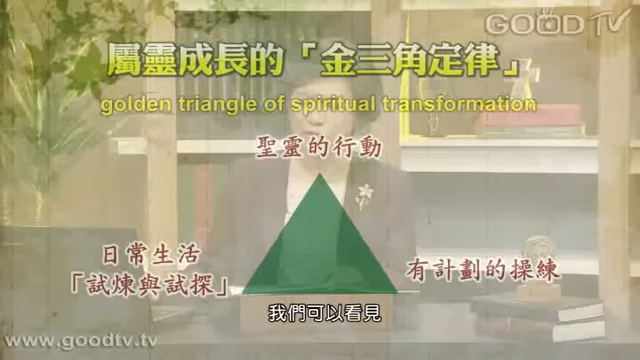 GOODTV
屬靈成長的「金三角定律」
golden triangle of spiritual transformation
聖靈的行動
日常生活
「試煉與試探」
有計劃的操練
我們可以看見
www.goodtv.tv